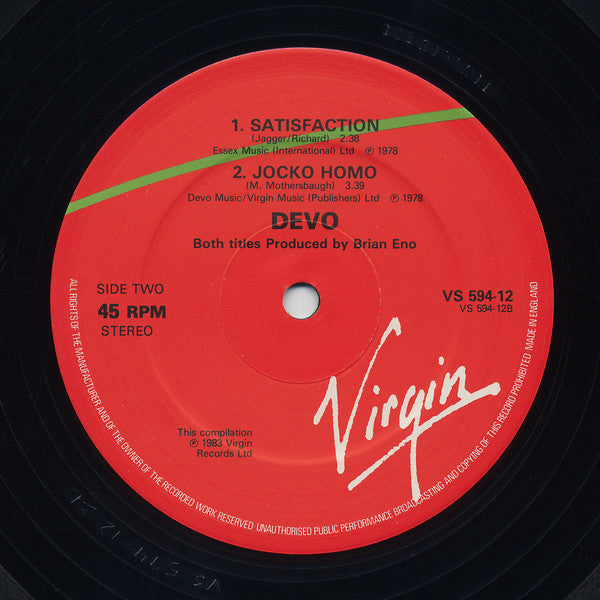 1. SATISFACTION
(Jagger/Richard) 2.38
Essex Music (International) Ltd ℗ 1978
2. JOCKO HOMO
(M. Mothersbaugh) 3.39
Devo Music/Virgin Music (Publishers) Ltd ℗ 1978
DEVO
Both titles Produced by Brian Eno
SIDE TWO
45 RPM
STEREO
VS 594-12
VS 594-12B
Virgin
This compilation
℗ 1983 Virgin
Records Ltd
ALL RIGHTS OF THE MANUFACTURER AND OF THE OWNER OF THE RECORDED WORK RESERVED UNAUTHORISED PUBLIC PERFORMANCE BROADCASTING AND COPYING OF THIS RECORD PROHIBITED MADE IN ENGLAND